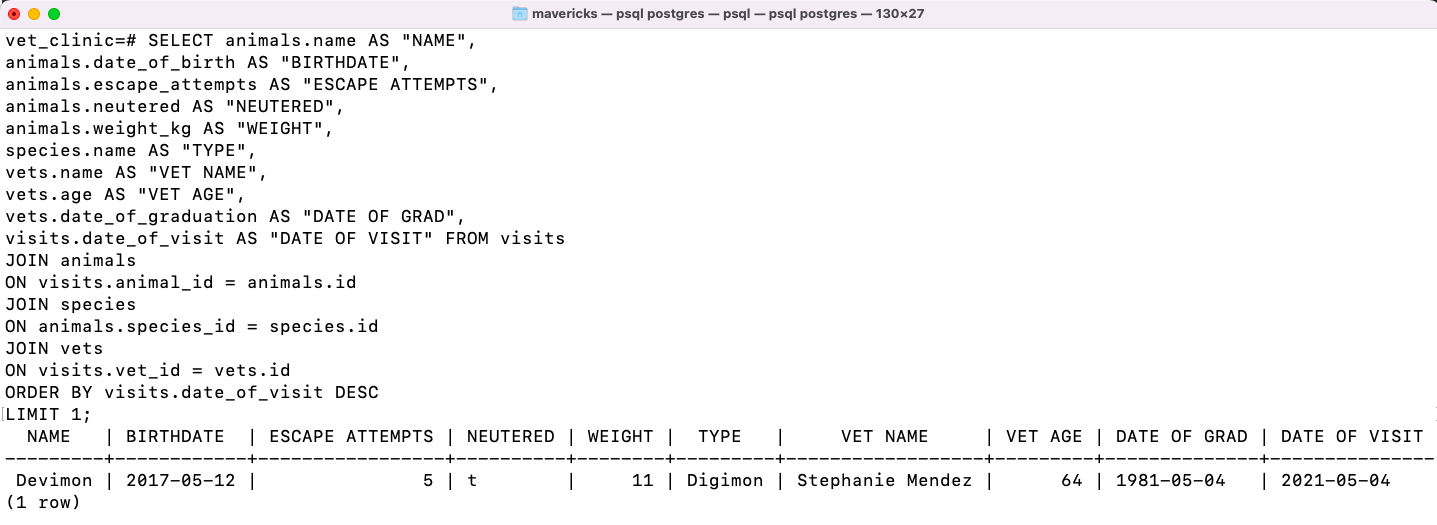 mavericks — psql postgres — psql — psql postgres — 130×27
vet_clinic=# SELECT animals.name AS "NAME",
animals.date_of_birth AS "BIRTHDATE",
animals.escape_attempts AS "ESCAPE ATTEMPTS",
animals.neutered AS "NEUTERED",
animals.weight_kg AS "WEIGHT",
species.name AS "TYPE",
vets.name AS "VET NAME",
vets.age AS "VET AGE",
vets.date_of_graduation AS "DATE OF GRAD",
visits.date_of_visit AS "DATE OF VISIT" FROM visits
JOIN animals
ON visits.animal_id = animals.id
JOIN species
ON animals.species_id = species.id
JOIN vets
ON visits.vet_id = vets.id
ORDER BY visits.date_of_visit DESC
LIMIT 1;
  NAME   | BIRTHDATE  | ESCAPE ATTEMPTS | NEUTERED | WEIGHT |  TYPE   |     VET NAME     | VET AGE | DATE OF GRAD | DATE OF VISIT
---------+------------+-----------------+----------+--------+---------+------------------+---------+--------------+---------------
 Devimon | 2017-05-12 |               5 | t        |     11 | Digimon | Stephanie Mendez |      64 | 1981-05-04   | 2021-05-04
(1 row)